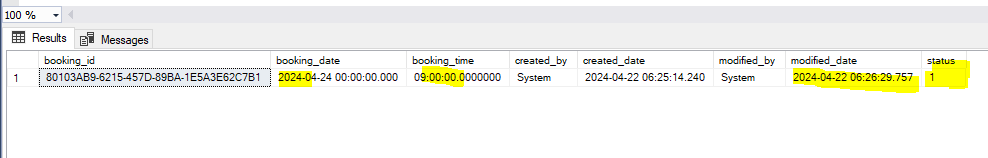 100 %
Results Messages
booking_id booking_date booking_time created_by created_date modified_by modified_date status
1 80103AB9-6215-457D-89BA-1E5A3E62C7B1 2024-04-24 00:00:00.000 09:00:00.0000000 System 2024-04-22 06:25:14.240 System 2024-04-22 06:26:29.757 1